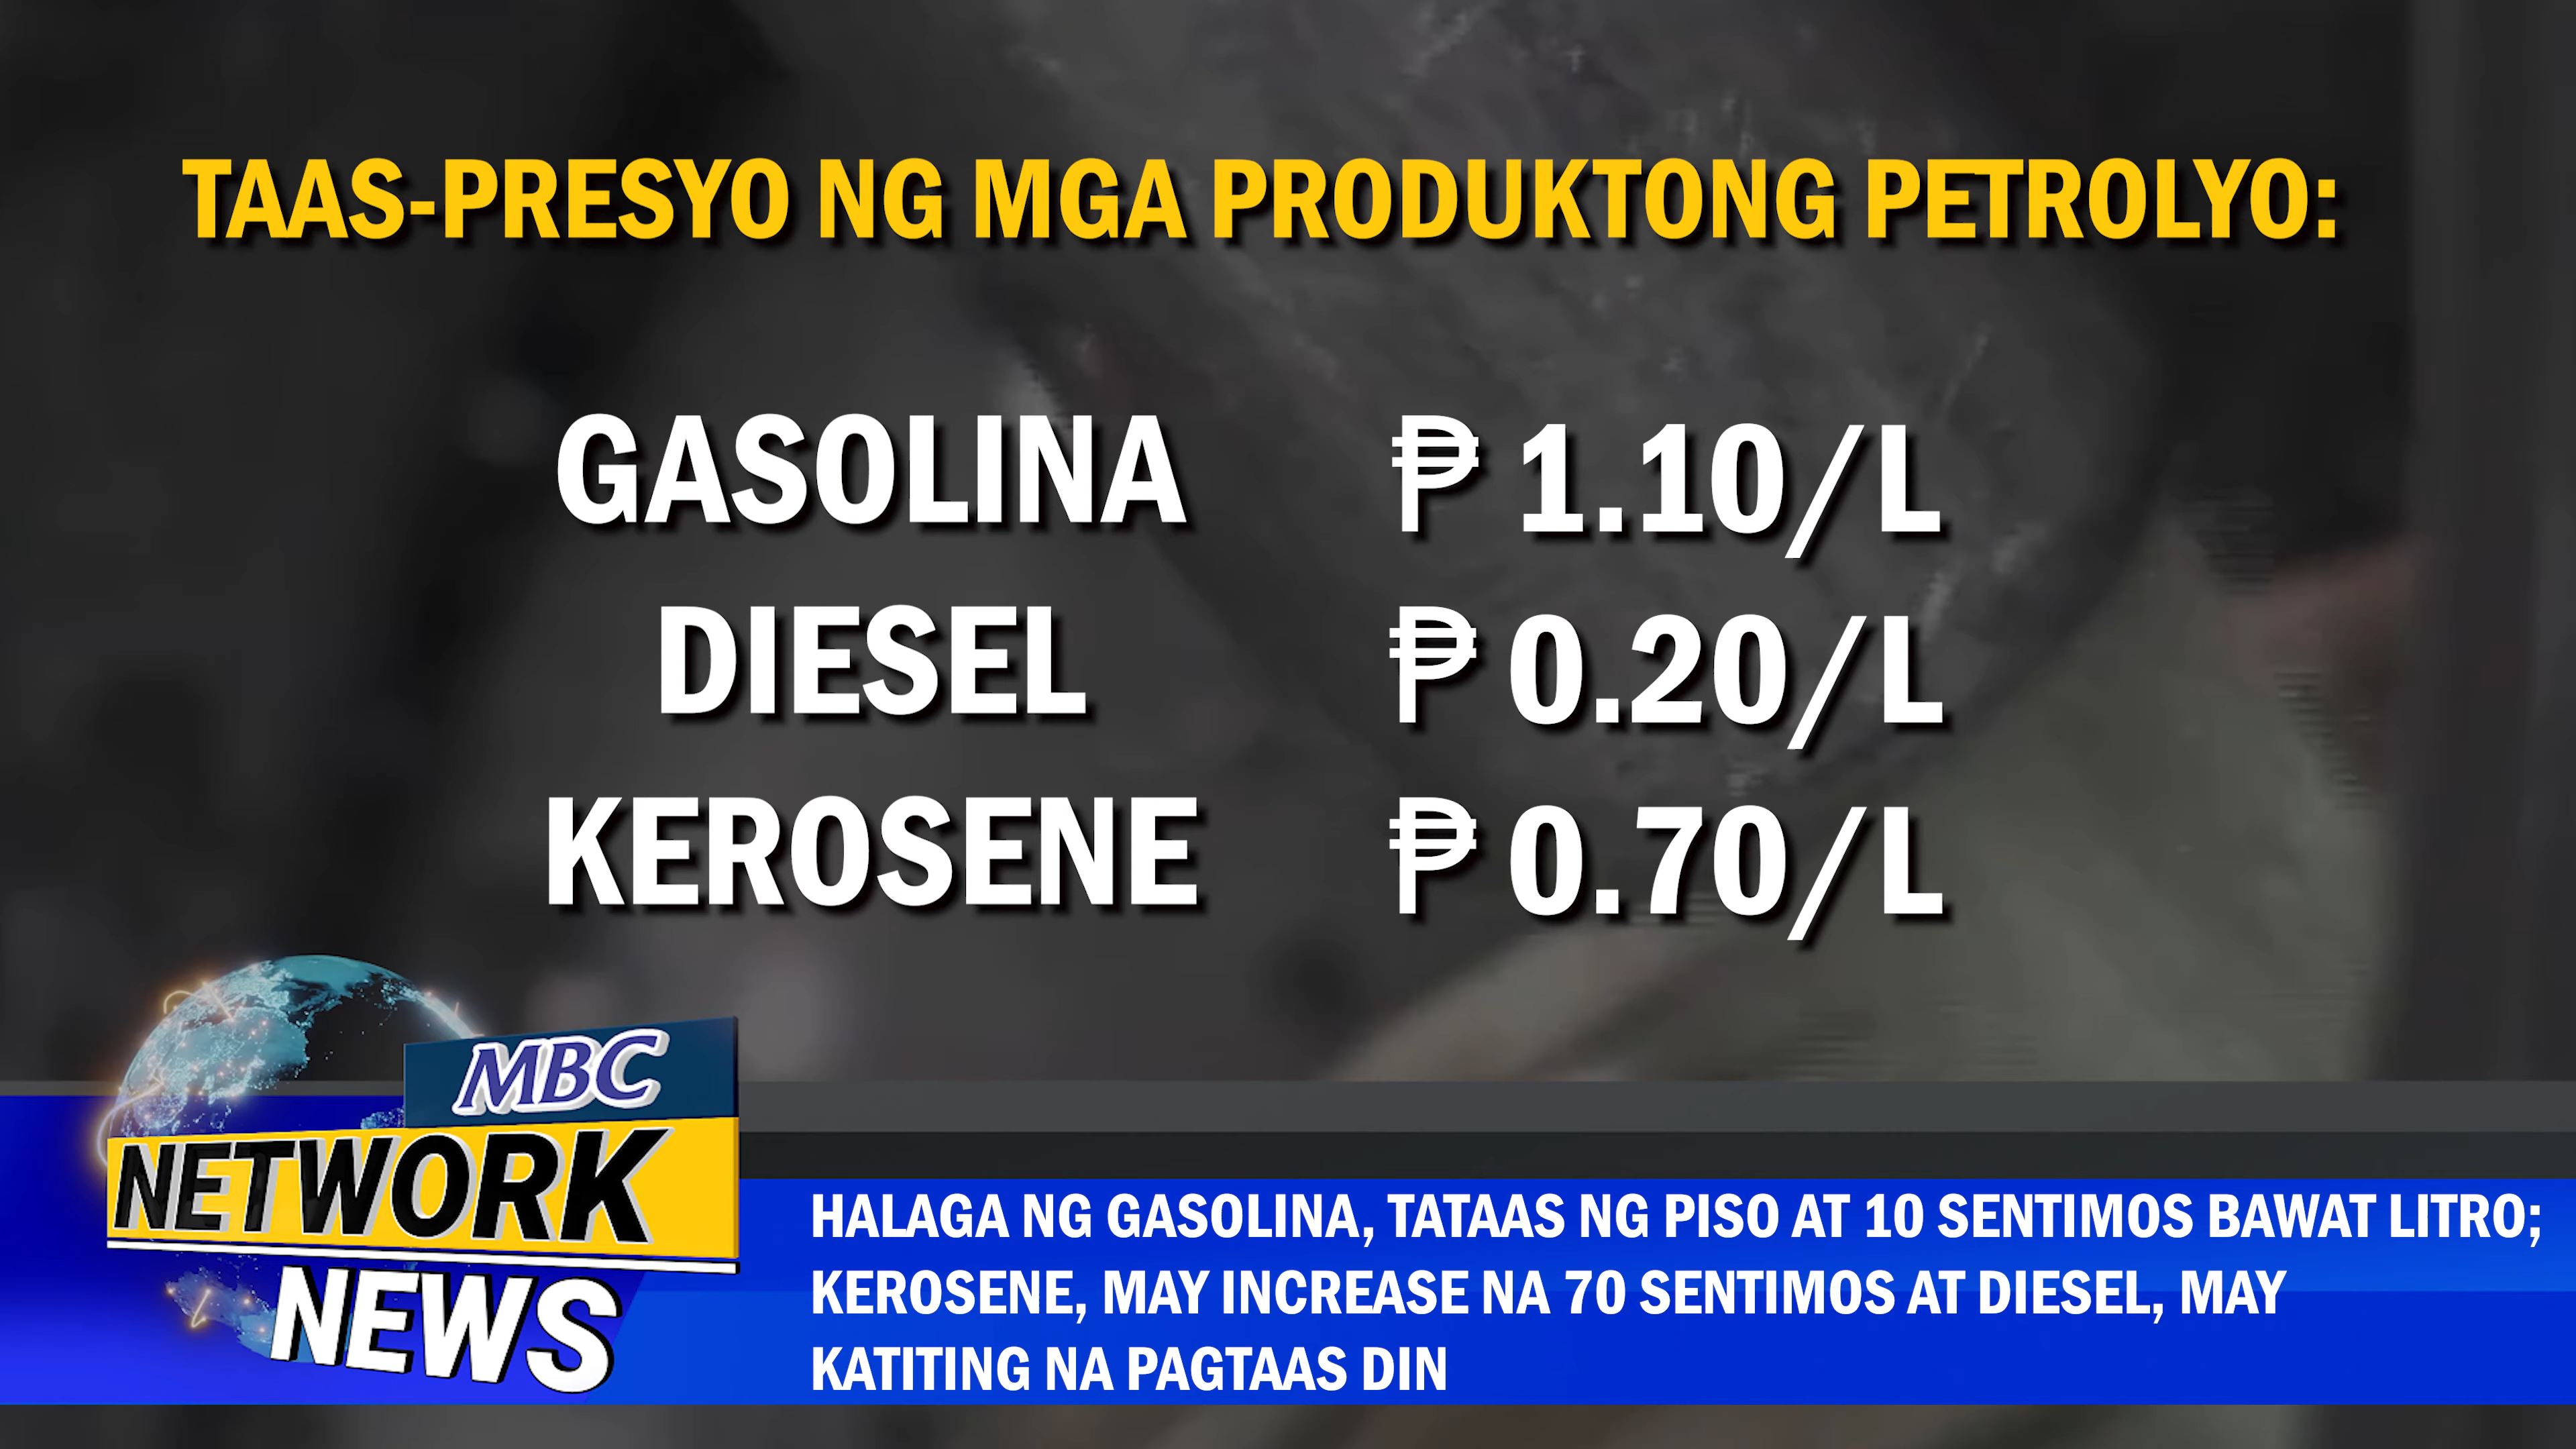 TAAS-PRESYO NG MGA PRODUKTONG PETROLYO:
GASOLINA ₱ 1.10/L
DIESEL ₱ 0.20/L
KEROSENE ₱ 0.70/L
MBC
NETWORK
NEWS
HALAGA NG GASOLINA, TATAAS NG PISO AT 10 SENTIMOS BAWAT LITRO;
KEROSENE, MAY INCREASE NA 70 SENTIMOS AT DIESEL, MAY
KATITING NA PAGTAAS DIN